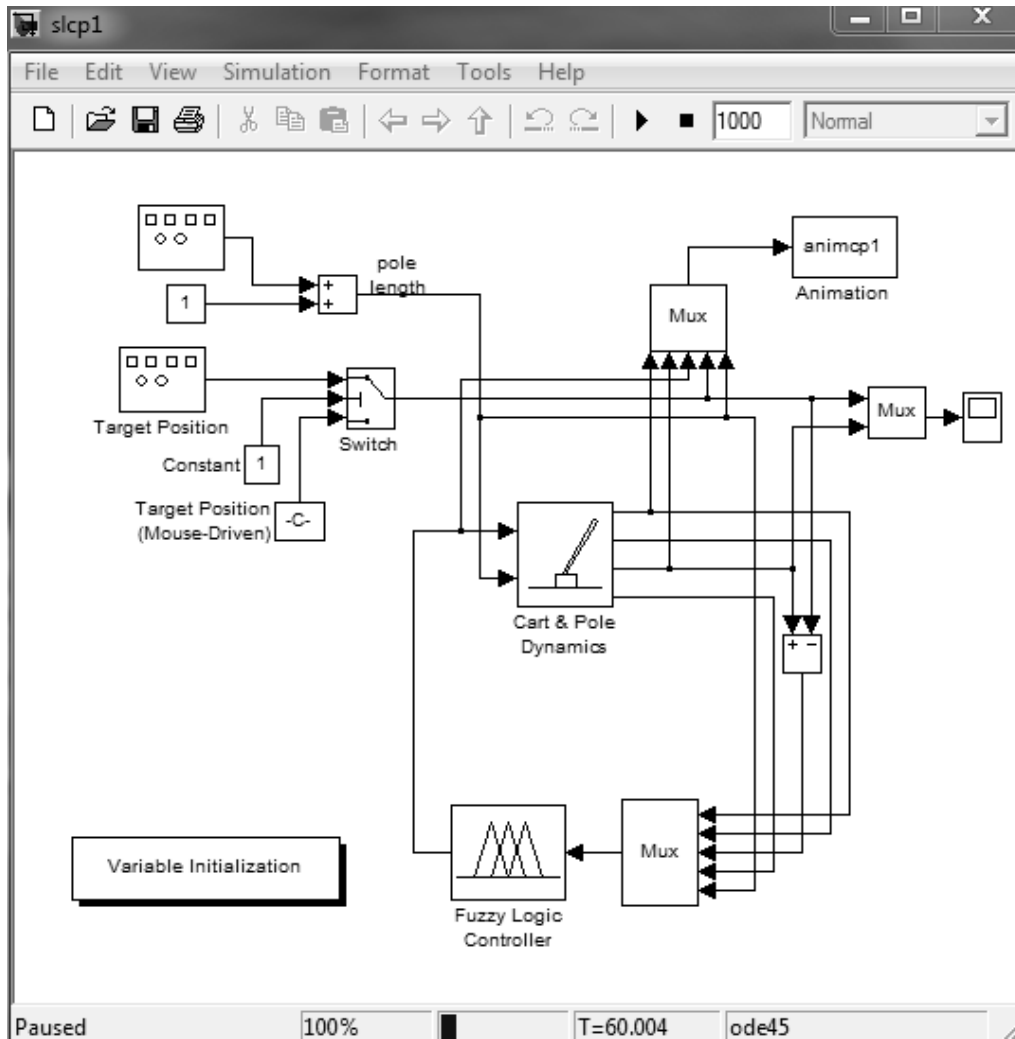 slcp1
File Edit View Simulation Format Tools Help
1000 Normal
pole
length
+
+
1
animcp1
Animation
Mux
Target Position
Switch
Mux
Constant 1
Target Position
(Mouse-Driven) -C-
Cart & Pole
Dynamics
+ −
Variable Initialization
Mux
Fuzzy Logic
Controller
Paused 100% T=60.004 ode45